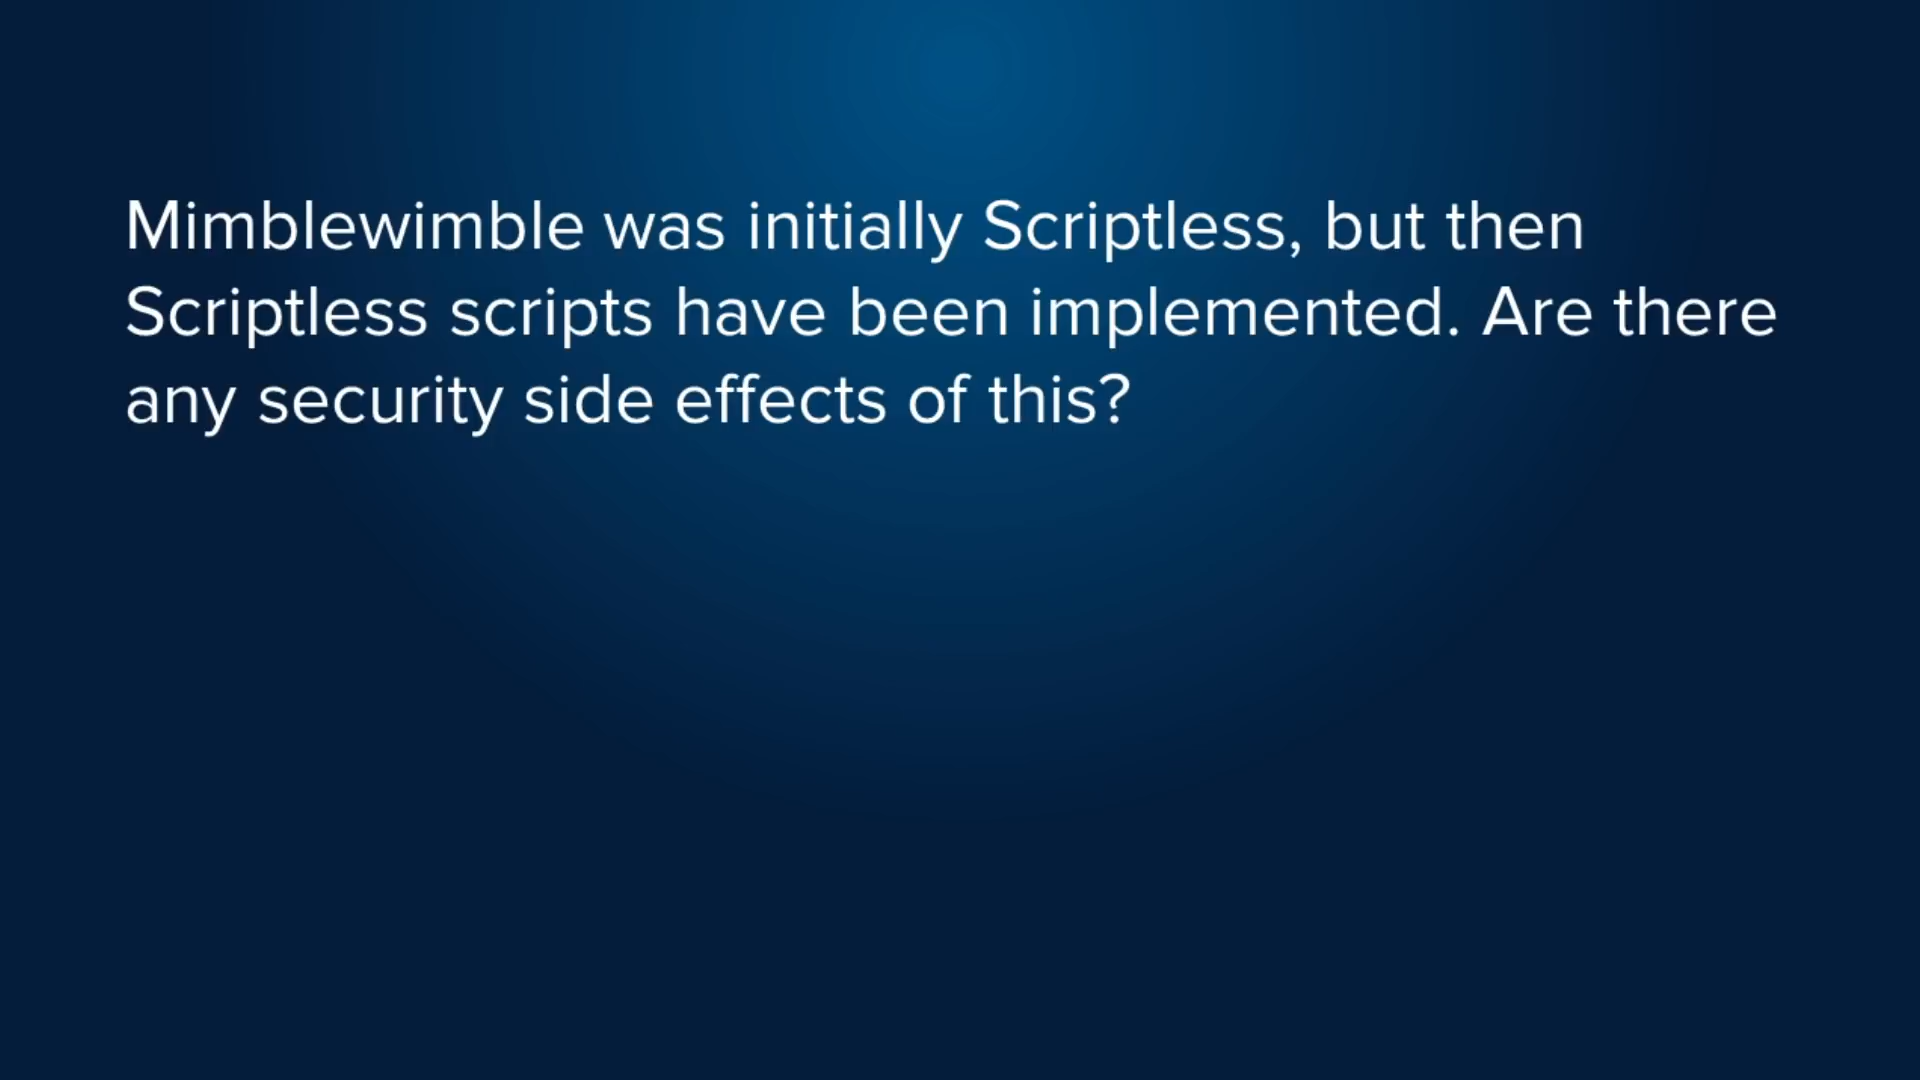 Mimblewimble was initially Scriptless, but then
Scriptless scripts have been implemented. Are there
any security side effects of this?